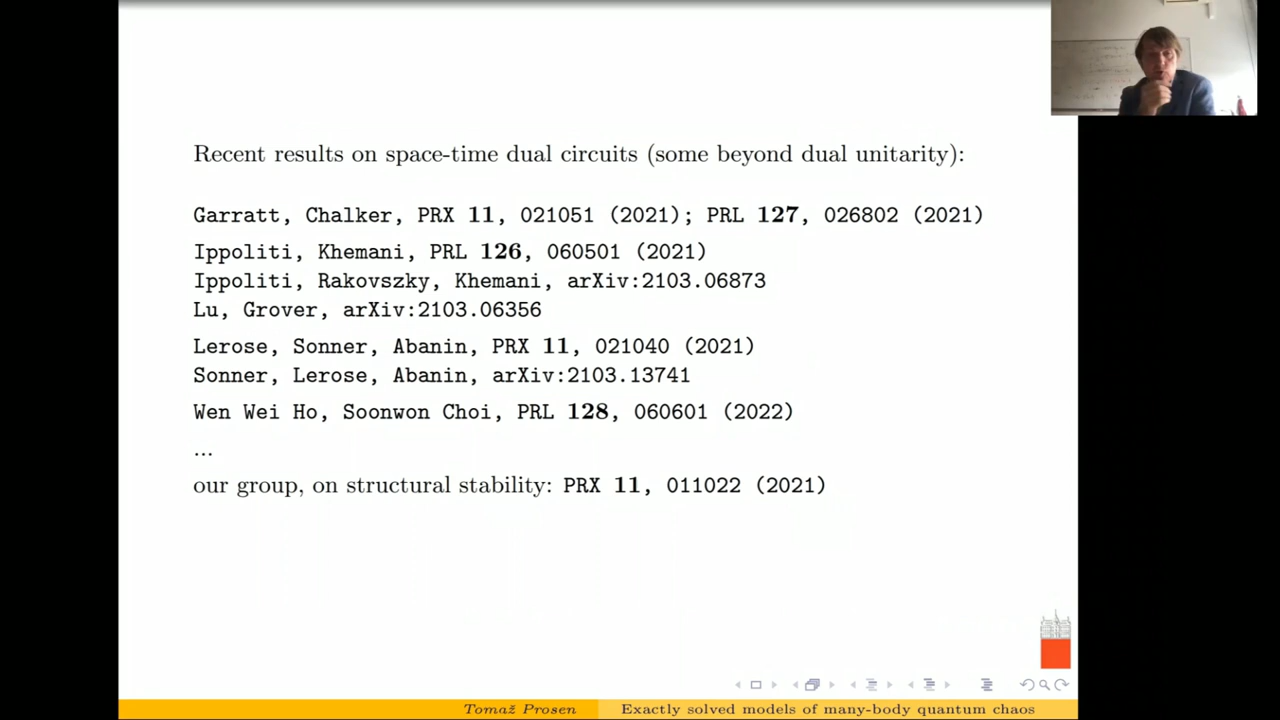 Recent results on space-time dual circuits (some beyond dual unitarity):
Garratt, Chalker, PRX 11, 021051 (2021); PRL 127, 026802 (2021)
Ippoliti, Khemani, PRL 126, 060501 (2021)
Ippoliti, Rakovszky, Khemani, arXiv:2103.06873
Lu, Grover, arXiv:2103.06356
Lerose, Sonner, Abanin, PRX 11, 021040 (2021)
Sonner, Lerose, Abanin, arXiv:2103.13741
Wen Wei Ho, Soonwon Choi, PRL 128, 060601 (2022)
...
our group, on structural stability: PRX 11, 011022 (2021)
Tomaž Prosen Exactly solved models of many-body quantum chaos